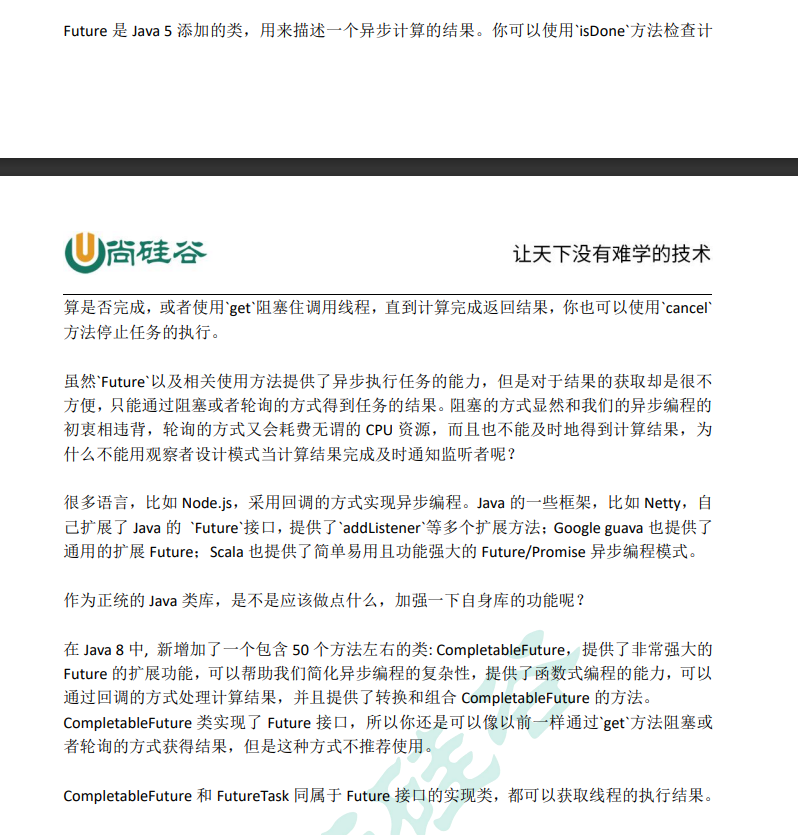 Future 是 Java 5 添加的类，用来描述一个异步计算的结果。你可以使用`isDone`方法检查计
尚硅谷
让天下没有难学的技术
算是否完成，或者使用`get`阻塞住调用线程，直到计算完成返回结果，你也可以使用`cancel`
方法停止任务的执行。
虽然`Future`以及相关使用方法提供了异步执行任务的能力，但是对于结果的获取却是很不
方便，只能通过阻塞或者轮询的方式得到任务的结果。阻塞的方式显然和我们的异步编程的
初衷相违背，轮询的方式又会耗费无谓的 CPU 资源，而且也不能及时地得到计算结果，为
什么不能用观察者设计模式当计算结果完成及时通知监听者呢？
很多语言，比如 Node.js，采用回调的方式实现异步编程。Java 的一些框架，比如 Netty，自
己扩展了 Java 的 `Future`接口，提供了`addListener`等多个扩展方法；Google guava 也提供了
通用的扩展 Future；Scala 也提供了简单易用且功能强大的 Future/Promise 异步编程模式。
作为正统的 Java 类库，是不是应该做点什么，加强一下自身库的功能呢？
在 Java 8 中, 新增加了一个包含 50 个方法左右的类: CompletableFuture，提供了非常强大的
Future 的扩展功能，可以帮助我们简化异步编程的复杂性，提供了函数式编程的能力，可以
通过回调的方式处理计算结果，并且提供了转换和组合 CompletableFuture 的方法。
CompletableFuture 类实现了 Future 接口，所以你还是可以像以前一样通过`get`方法阻塞或
者轮询的方式获得结果，但是这种方式不推荐使用。
CompletableFuture 和 FutureTask 同属于 Future 接口的实现类，都可以获取线程的执行结果。